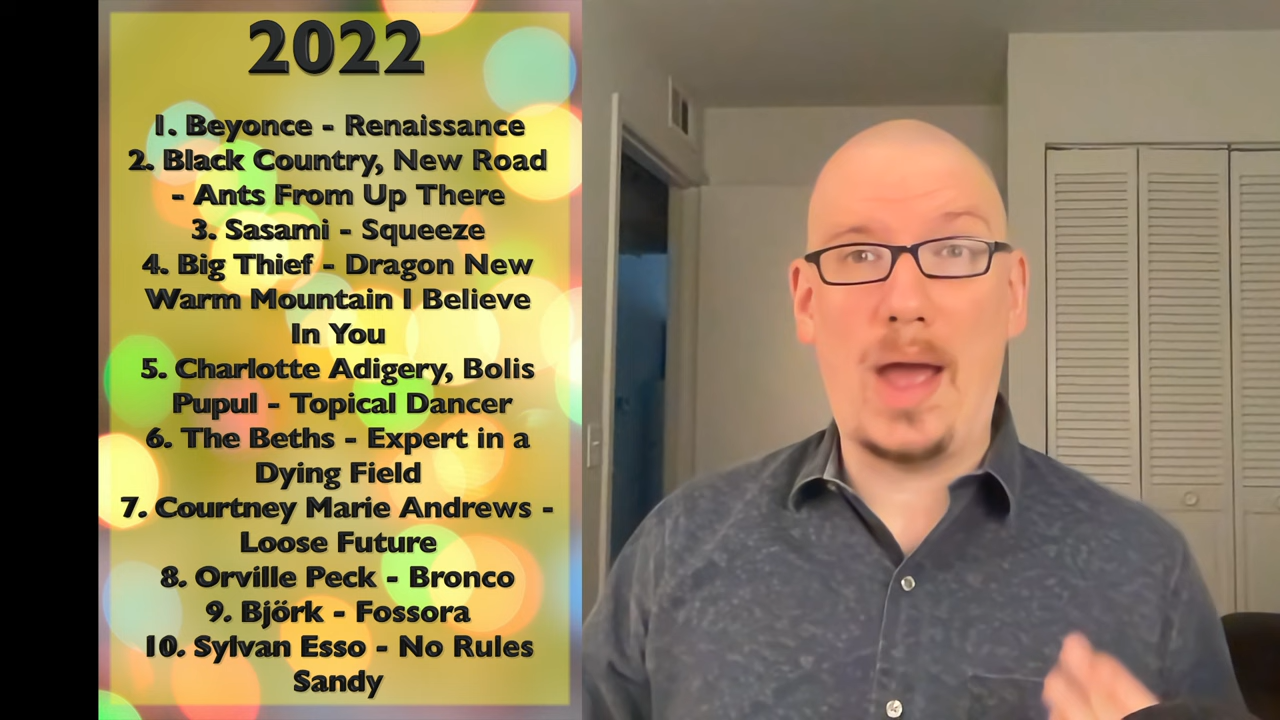 2022
1. Beyonce - Renaissance
2. Black Country, New Road
- Ants From Up There
3. Sasami - Squeeze
4. Big Thief - Dragon New
Warm Mountain I Believe
In You
5. Charlotte Adigery, Bolis
Pupul - Topical Dancer
6. The Beths - Expert in a
Dying Field
7. Courtney Marie Andrews -
Loose Future
8. Orville Peck - Bronco
9. Björk - Fossora
10. Sylvan Esso - No Rules
Sandy